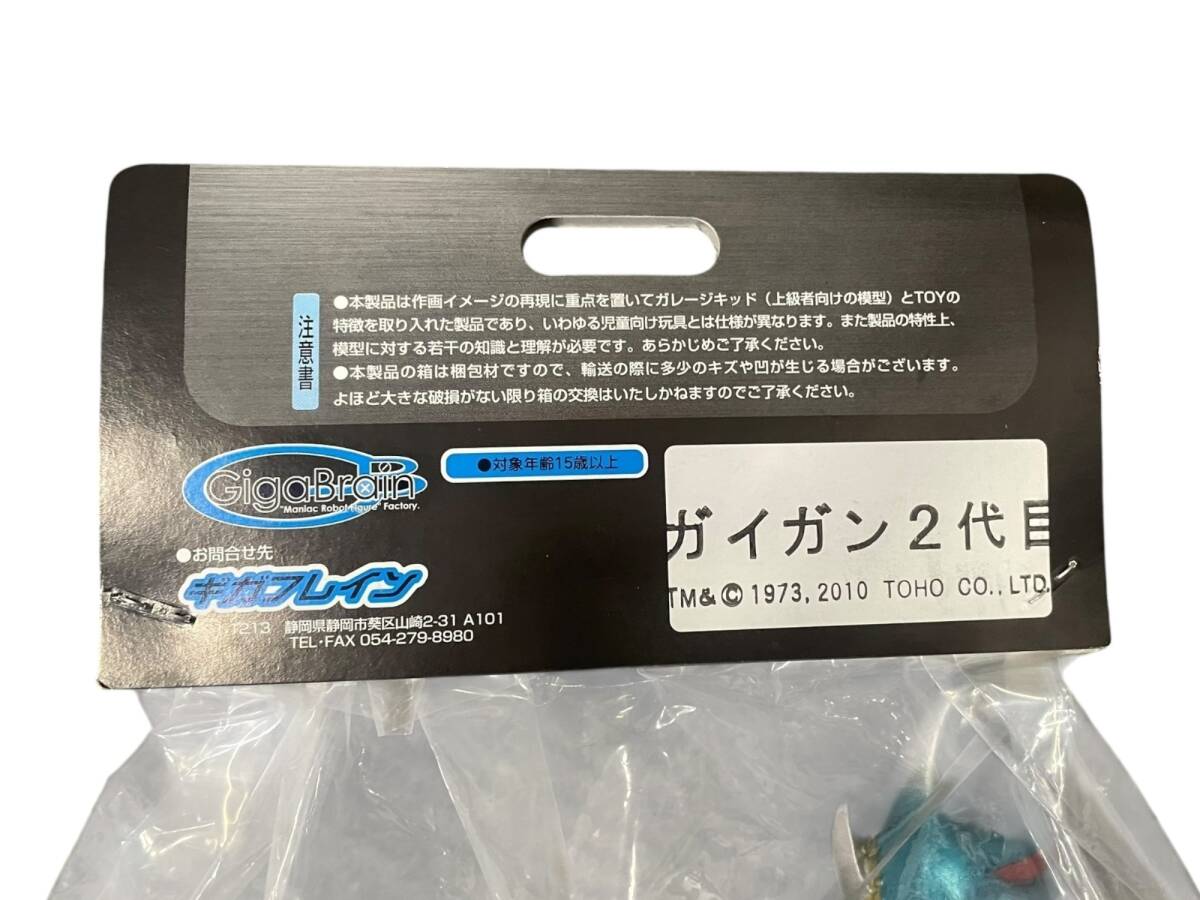 注意書
●本製品は作画イメージの再現に重点を置いてガレージキッド（上級者向けの模型）とTOYの
特徴を取り入れた製品であり、いわゆる児童向け玩具とは仕様が異なります。また製品の特性上、
模型に対する若干の知識と理解が必要です。あらかじめご了承ください。
●本製品の箱は梱包材ですので、輸送の際に多少のキズや凹が生じる場合がございます。
よほど大きな破損がない限り箱の交換はいたしかねますのでご了承ください。
GigaBrain
"Maniac Robot Figure" Factory.
●対象年齢15歳以上
ガイガン2代目
TM&© 1973, 2010 TOHO CO., LTD.
●お問合せ先
ギガブレイン
T213 静岡県静岡市葵区山崎2-31 A101
TEL・FAX 054-279-8980